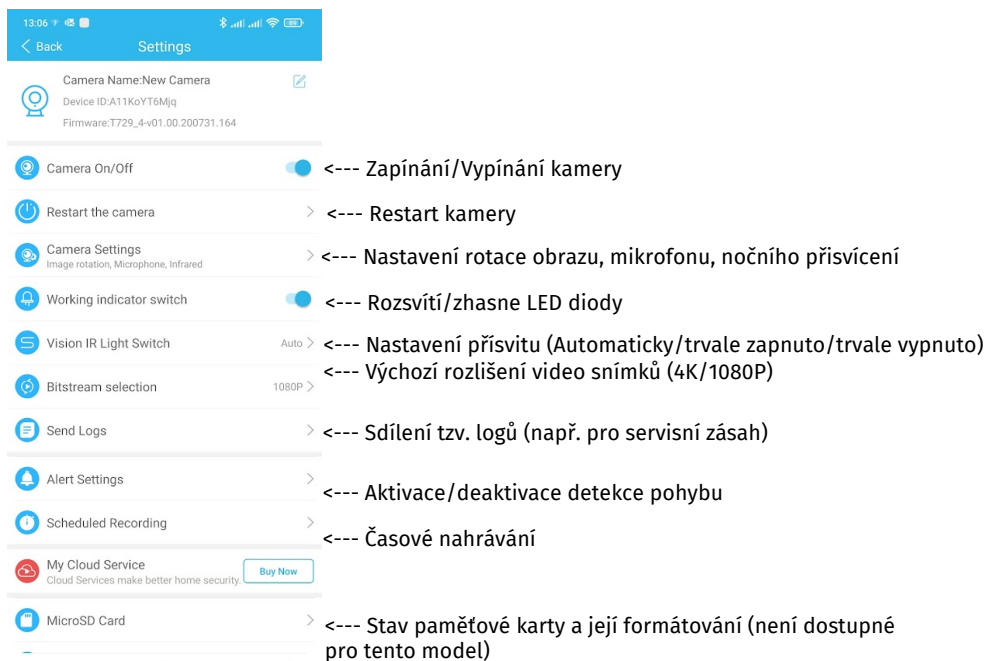 13:06
Back Settings
Camera Name:New Camera
Device ID:A11KoYT6Mjq
Firmware:T729_4-v01.00.200731.164
Camera On/Off <--- Zapínání/Vypínání kamery
Restart the camera <--- Restart kamery
Camera Settings
Image rotation, Microphone, Infrared
<--- Nastavení rotace obrazu, mikrofonu, nočního přisvícení
Working indicator switch <--- Rozsvítí/zhasne LED diody
Vision IR Light Switch Auto <--- Nastavení přísvitu (Automaticky/trvale zapnuto/trvale vypnuto)
Bitstream selection 1080P <--- Výchozí rozlišení video snímků (4K/1080P)
Send Logs <--- Sdílení tzv. logů (např. pro servisní zásah)
Alert Settings <--- Aktivace/deaktivace detekce pohybu
Scheduled Recording <--- Časové nahrávání
My Cloud Service
Cloud Services make better home security.
Buy Now
MicroSD Card <--- Stav paměťové karty a její formátování (není dostupné
pro tento model)